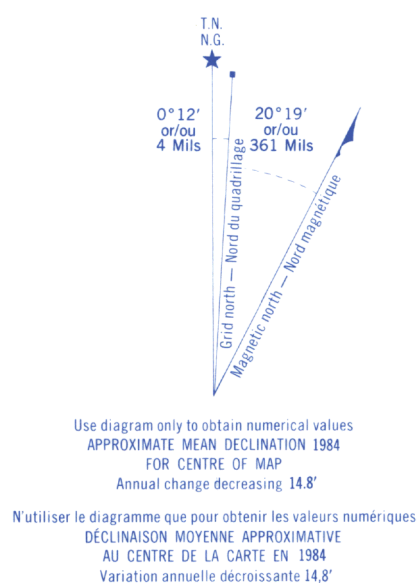 T.N.
N.G.
0°12′
or/ou
4 Mils
20°19′
or/ou
361 Mils
Grid north — Nord du quadrillage
Magnetic north — Nord magnétique
Use diagram only to obtain numerical values
APPROXIMATE MEAN DECLINATION 1984
FOR CENTRE OF MAP
Annual change decreasing 14.8′
N'utiliser le diagramme que pour obtenir les valeurs numériques
DÉCLINAISON MOYENNE APPROXIMATIVE
AU CENTRE DE LA CARTE EN 1984
Variation annuelle décroissante 14,8′